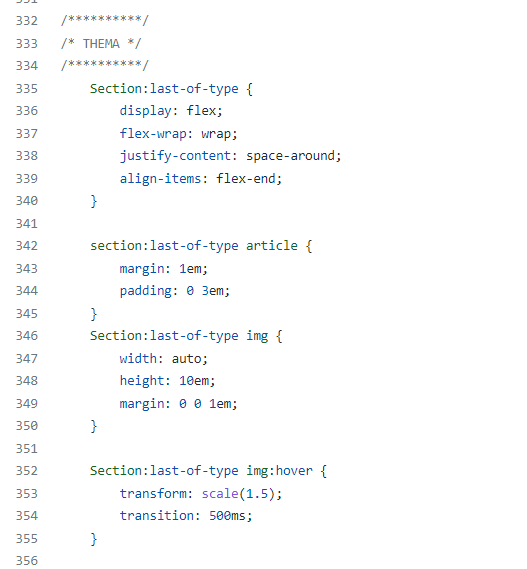 332 /**********/
333 /* THEMA */
334 /**********/
335 Section:last-of-type {
336 display: flex;
337 flex-wrap: wrap;
338 justify-content: space-around;
339 align-items: flex-end;
340 }
341
342 section:last-of-type article {
343 margin: 1em;
344 padding: 0 3em;
345 }
346 Section:last-of-type img {
347 width: auto;
348 height: 10em;
349 margin: 0 0 1em;
350 }
351
352 Section:last-of-type img:hover {
353 transform: scale(1.5);
354 transition: 500ms;
355 }
356